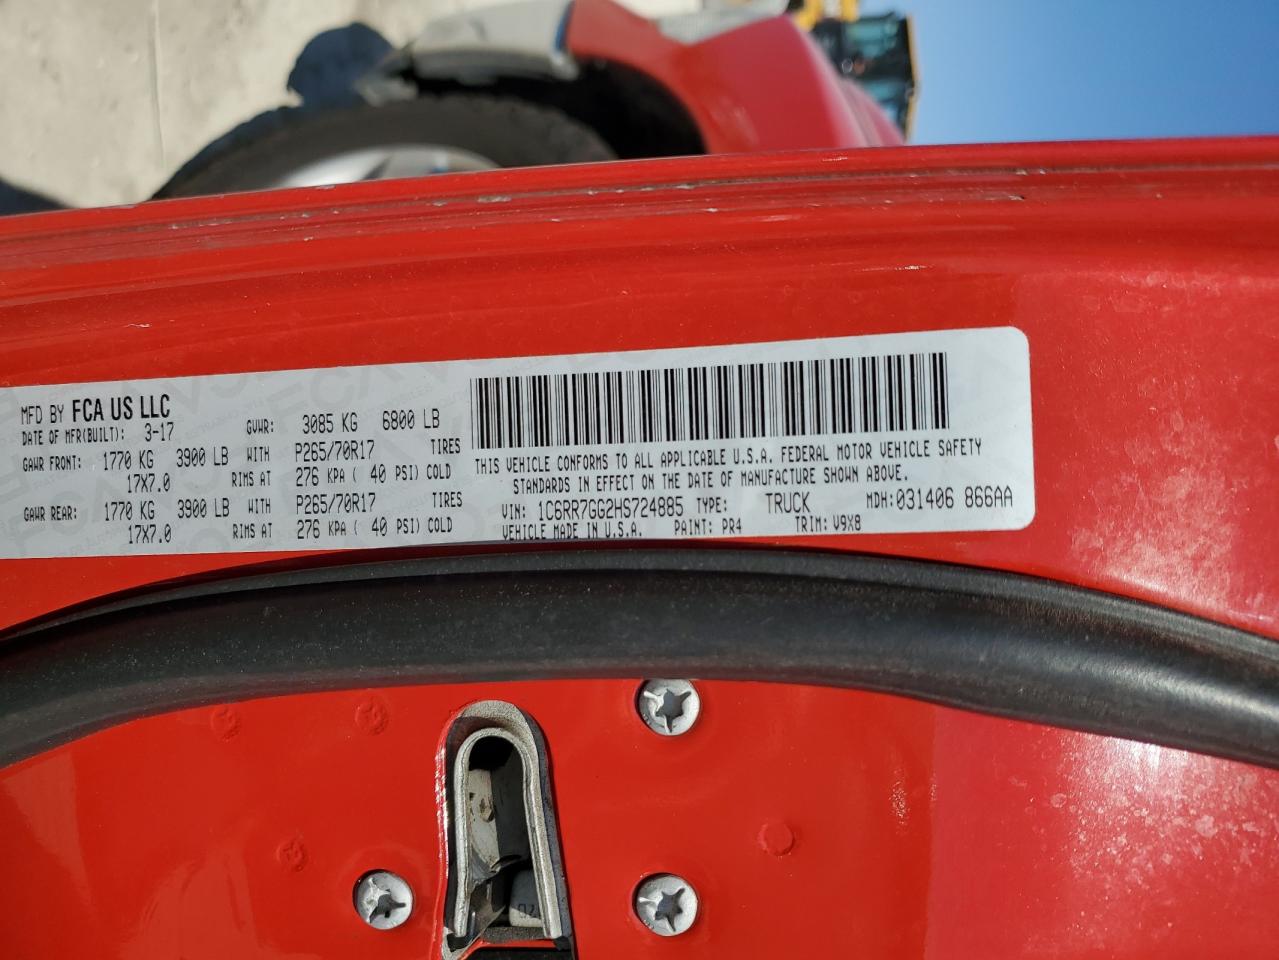 MFD BY FCA US LLC
DATE OF MFR(BUILT): 3-17 GVWR: 3085 KG 6800 LB
GAWR FRONT: 1770 KG 3900 LB WITH P265/70R17 TIRES
17X7.0 RIMS AT 276 KPA ( 40 PSI) COLD
GAWR REAR: 1770 KG 3900 LB WITH P265/70R17 TIRES
17X7.0 RIMS AT 276 KPA ( 40 PSI) COLD
THIS VEHICLE CONFORMS TO ALL APPLICABLE U.S.A. FEDERAL MOTOR VEHICLE SAFETY
STANDARDS IN EFFECT ON THE DATE OF MANUFACTURE SHOWN ABOVE.
VIN: 1C6RR7GG2HS724885 TYPE: TRUCK MDH:031406 866AA
VEHICLE MADE IN U.S.A. PAINT: PR4 TRIM: V9X8